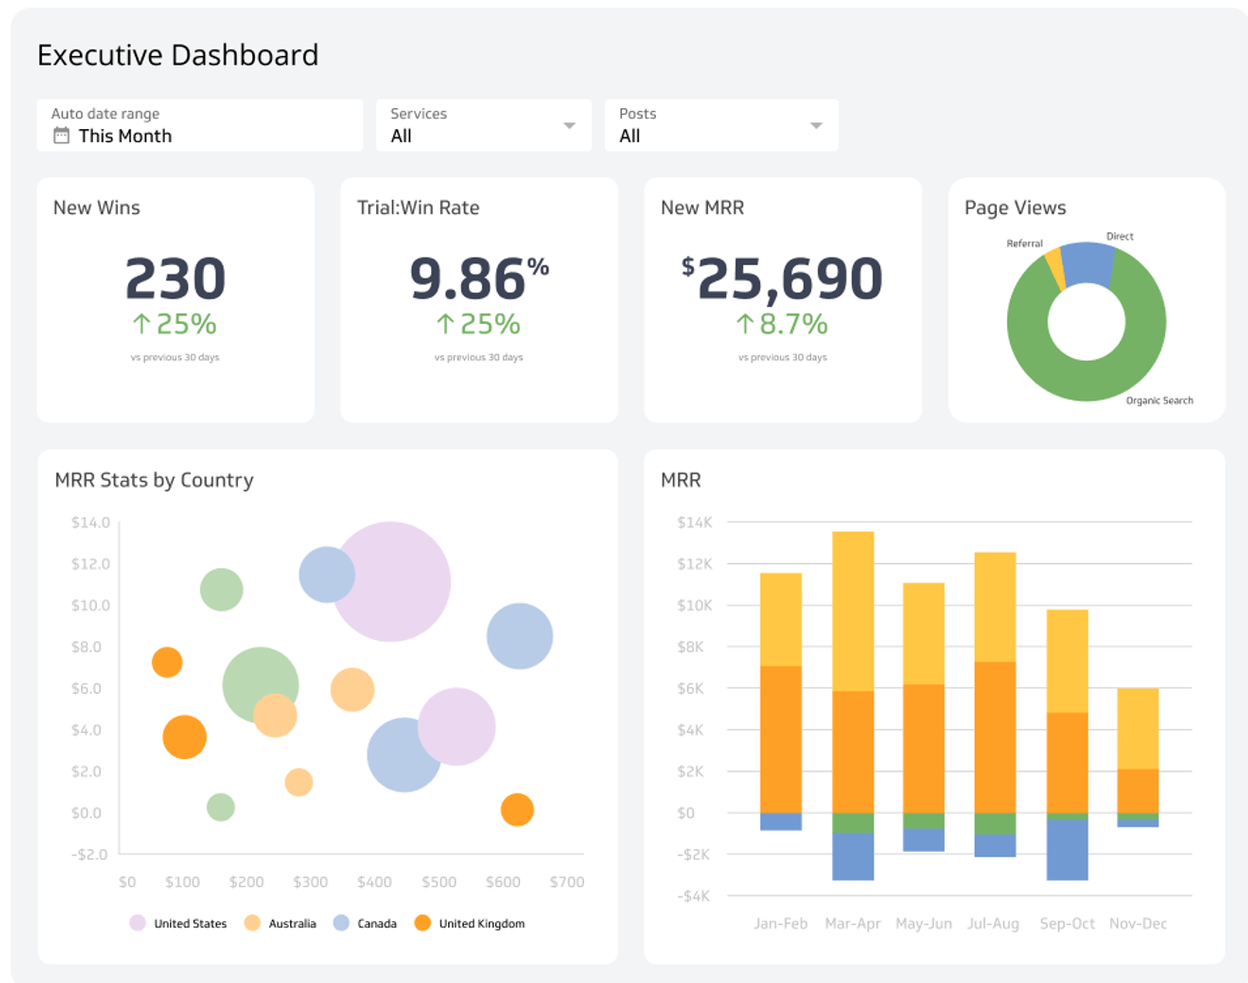 Executive Dashboard
Auto date range
This Month
Services
All
Posts
All
New Wins
230
↑25%
vs previous 30 days
Trial:Win Rate
9.86%
↑25%
vs previous 30 days
New MRR
$25,690
↑8.7%
vs previous 30 days
Page Views
Referral
Direct
Organic Search
MRR Stats by Country
$14.0
$12.0
$10.0
$8.0
$6.0
$4.0
$2.0
$0.0
-$2.0
$0 $100 $200 $300 $400 $500 $600 $700
United States Australia Canada United Kingdom
MRR
$14K
$12K
$10K
$8K
$6K
$4K
$2K
$0
-$2K
-$4K
Jan-Feb Mar-Apr May-Jun Jul-Aug Sep-Oct Nov-Dec